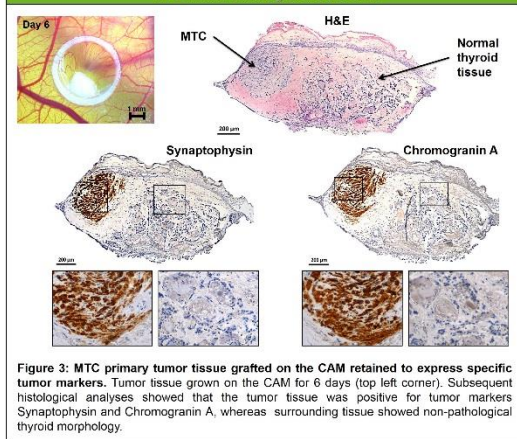 Day 6
1 mm
H&E
MTC
Normal
thyroid
tissue
200 µm
Synaptophysin
Chromogranin A
200 µm
200 µm
Figure 3: MTC primary tumor tissue grafted on the CAM retained to express specific
tumor markers. Tumor tissue grown on the CAM for 6 days (top left corner). Subsequent
histological analyses showed that the tumor tissue was positive for tumor markers
Synaptophysin and Chromogranin A, whereas surrounding tissue showed non-pathological
thyroid morphology.